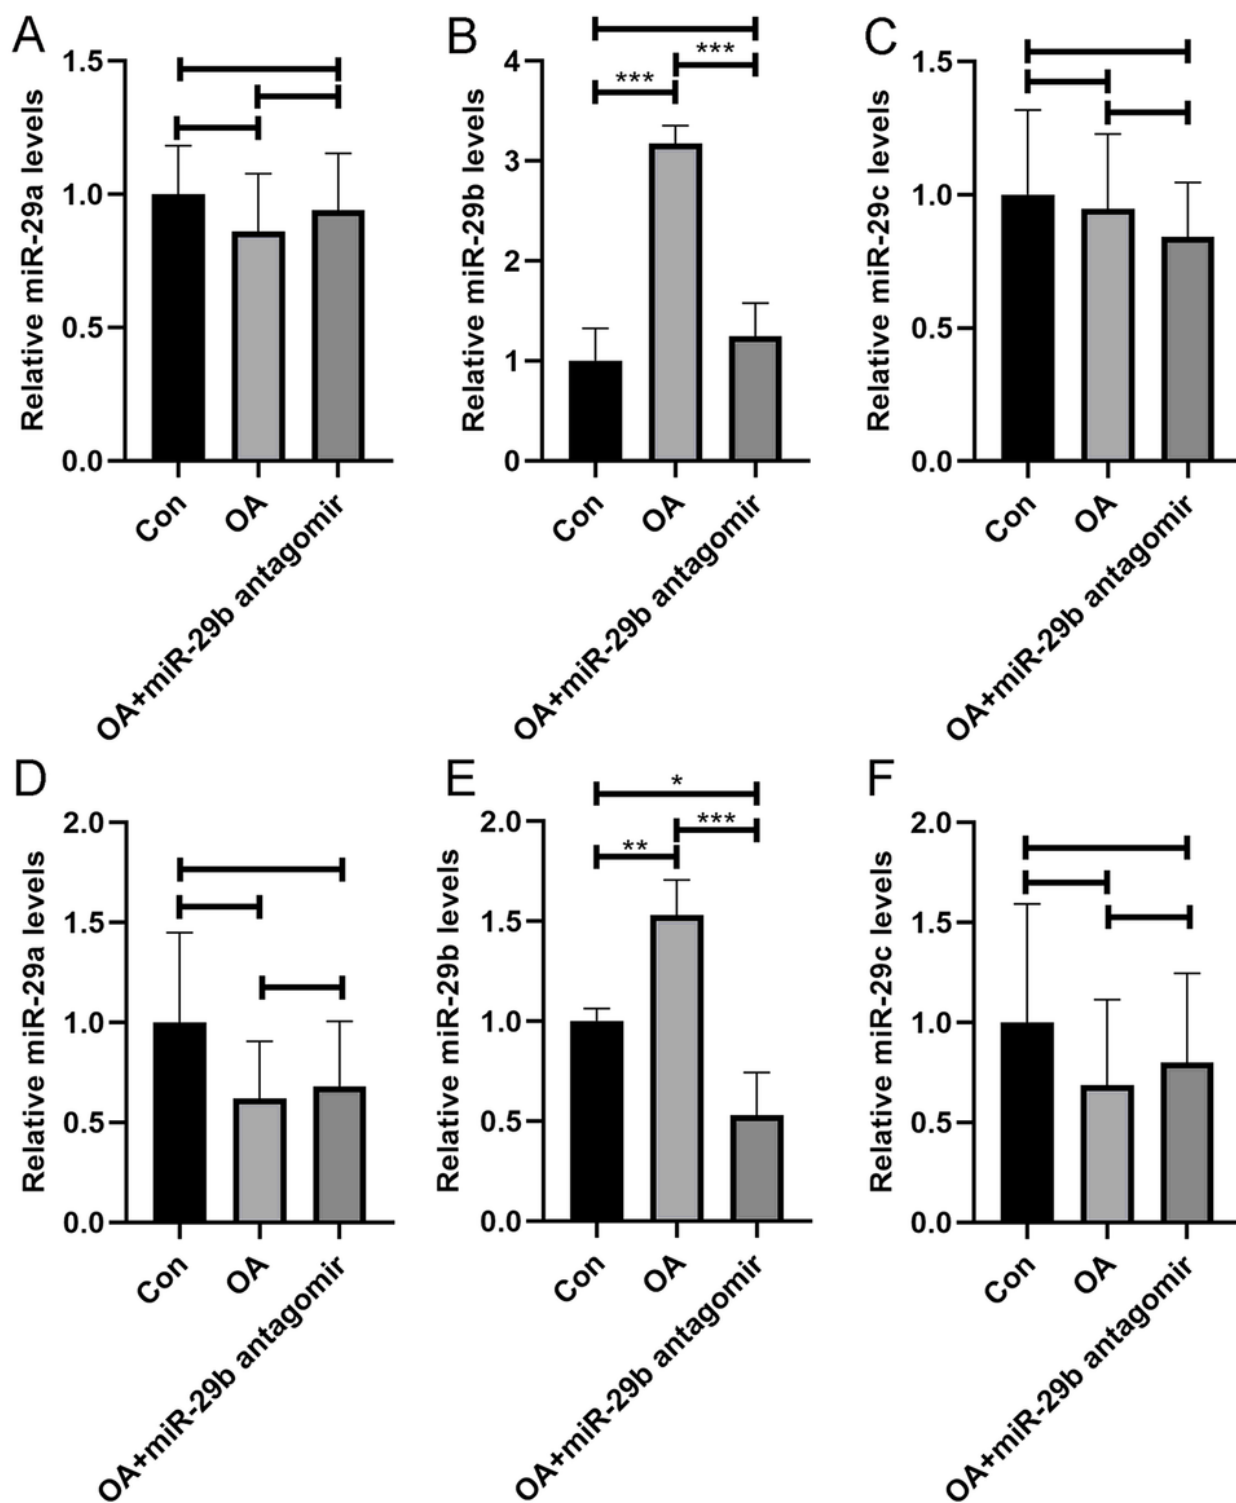 A
Relative miR-29a levels
1.5
1.0
0.5
0.0
Con
OA
OA+miR-29b antagomir
B
Relative miR-29b levels
***
***
4
3
2
1
0
Con
OA
OA+miR-29b antagomir
C
Relative miR-29c levels
1.5
1.0
0.5
0.0
Con
OA
OA+miR-29b antagomir
D
Relative miR-29a levels
2.0
1.5
1.0
0.5
0.0
Con
OA
OA+miR-29b antagomir
E
Relative miR-29b levels
*
***
**
2.0
1.5
1.0
0.5
0.0
Con
OA
OA+miR-29b antagomir
F
Relative miR-29c levels
2.0
1.5
1.0
0.5
0.0
Con
OA
OA+miR-29b antagomir